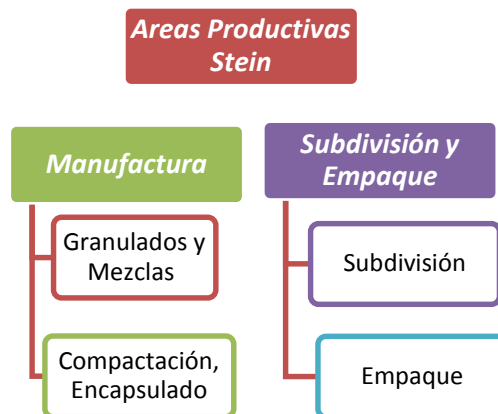 Areas Productivas
Stein
Manufactura
Granulados y
Mezclas
Compactación,
Encapsulado
Subdivisión y
Empaque
Subdivisión
Empaque